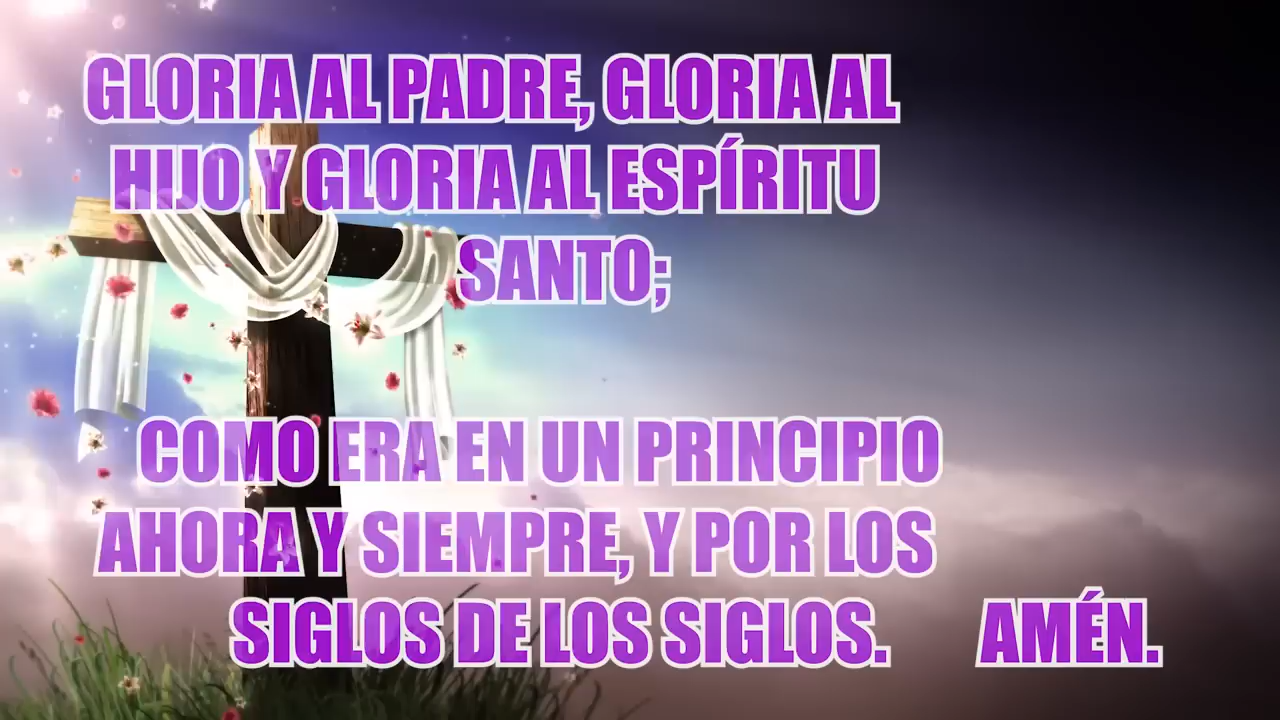 GLORIA AL PADRE, GLORIA AL
HIJO Y GLORIA AL ESPÍRITU
SANTO;
COMO ERA EN UN PRINCIPIO
AHORA Y SIEMPRE, Y POR LOS
SIGLOS DE LOS SIGLOS. AMÉN.